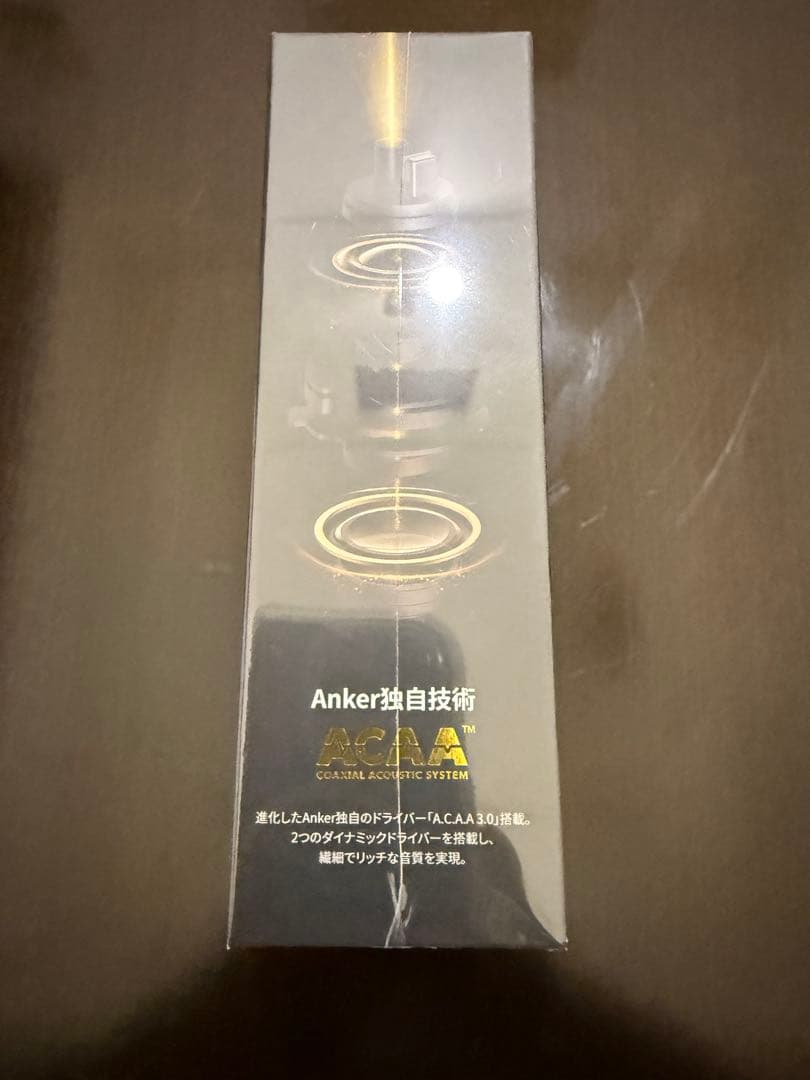 Anker独自技術
ACAA™
COAXIAL ACOUSTIC SYSTEM
進化したAnker独自のドライバー「A.C.A.A 3.0」搭載。
2つのダイナミックドライバーを搭載し、
繊細でリッチな音質を実現。